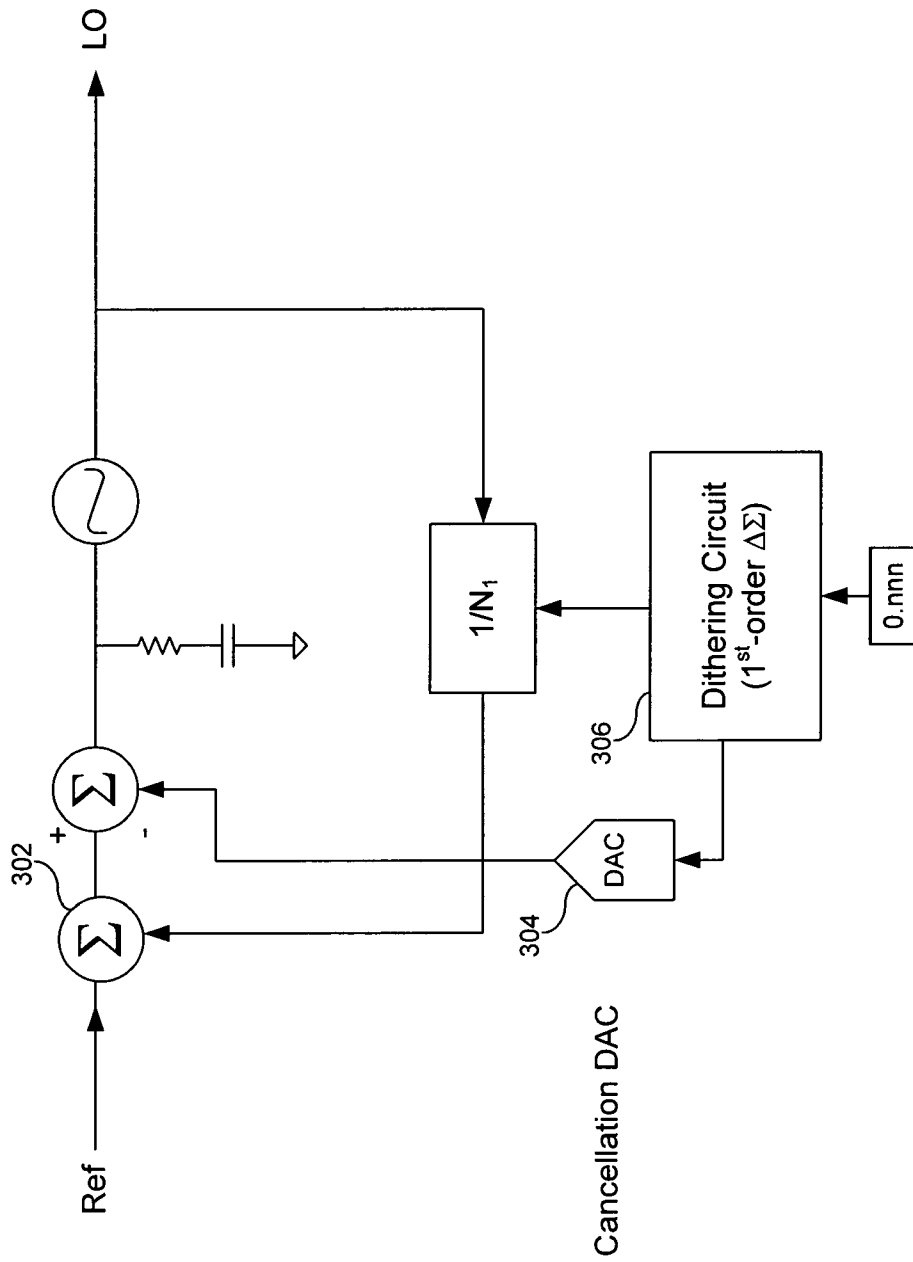 Ref
302
Σ
+
-
Σ
LO
1/N₁
304
DAC
306
Dithering Circuit
(1ˢᵗ-order ΔΣ)
0.nnn
Cancellation DAC